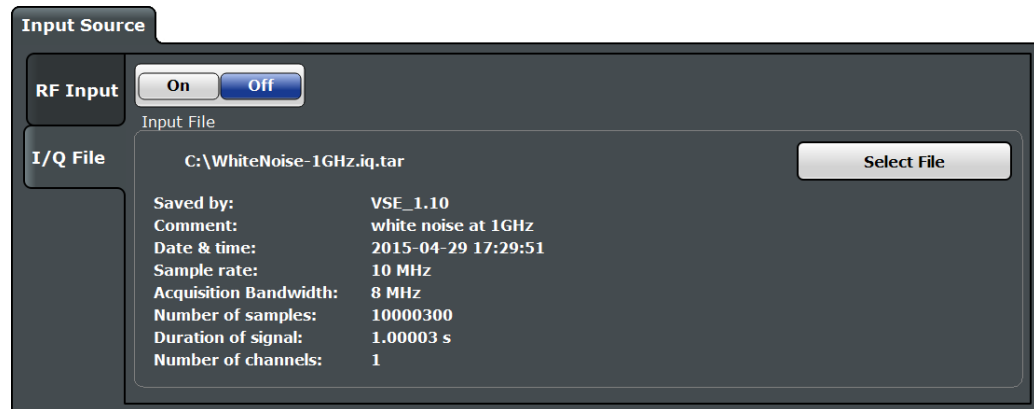 Input Source
RF Input
On Off
Input File
I/Q File
C:\WhiteNoise-1GHz.iq.tar
Select File
Saved by: VSE_1.10
Comment: white noise at 1GHz
Date & time: 2015-04-29 17:29:51
Sample rate: 10 MHz
Acquisition Bandwidth: 8 MHz
Number of samples: 10000300
Duration of signal: 1.00003 s
Number of channels: 1